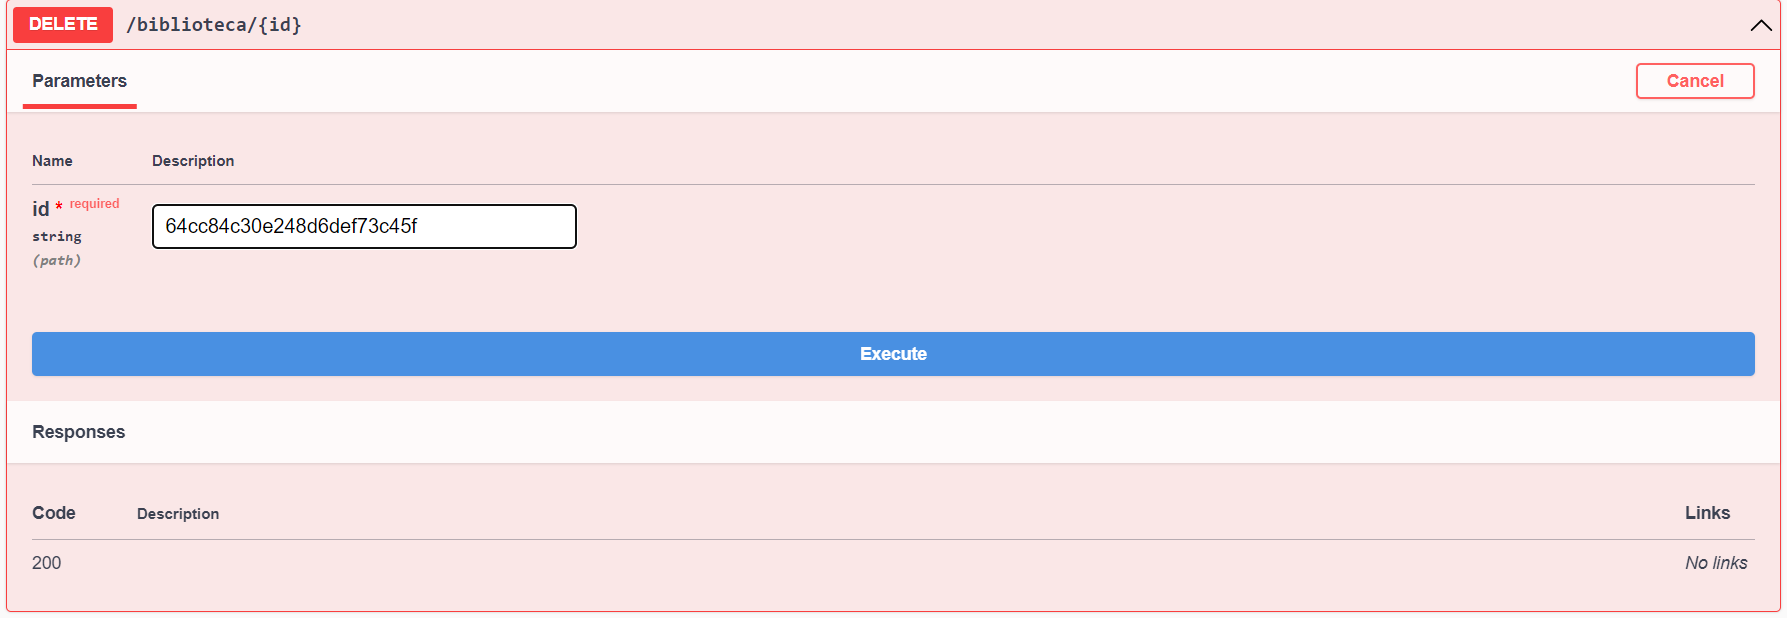 DELETE /biblioteca/{id}
Parameters Cancel
Name Description
id * required
string
(path)
64cc84c30e248d6def73c45f
Execute
Responses
Code Description Links
200 No links